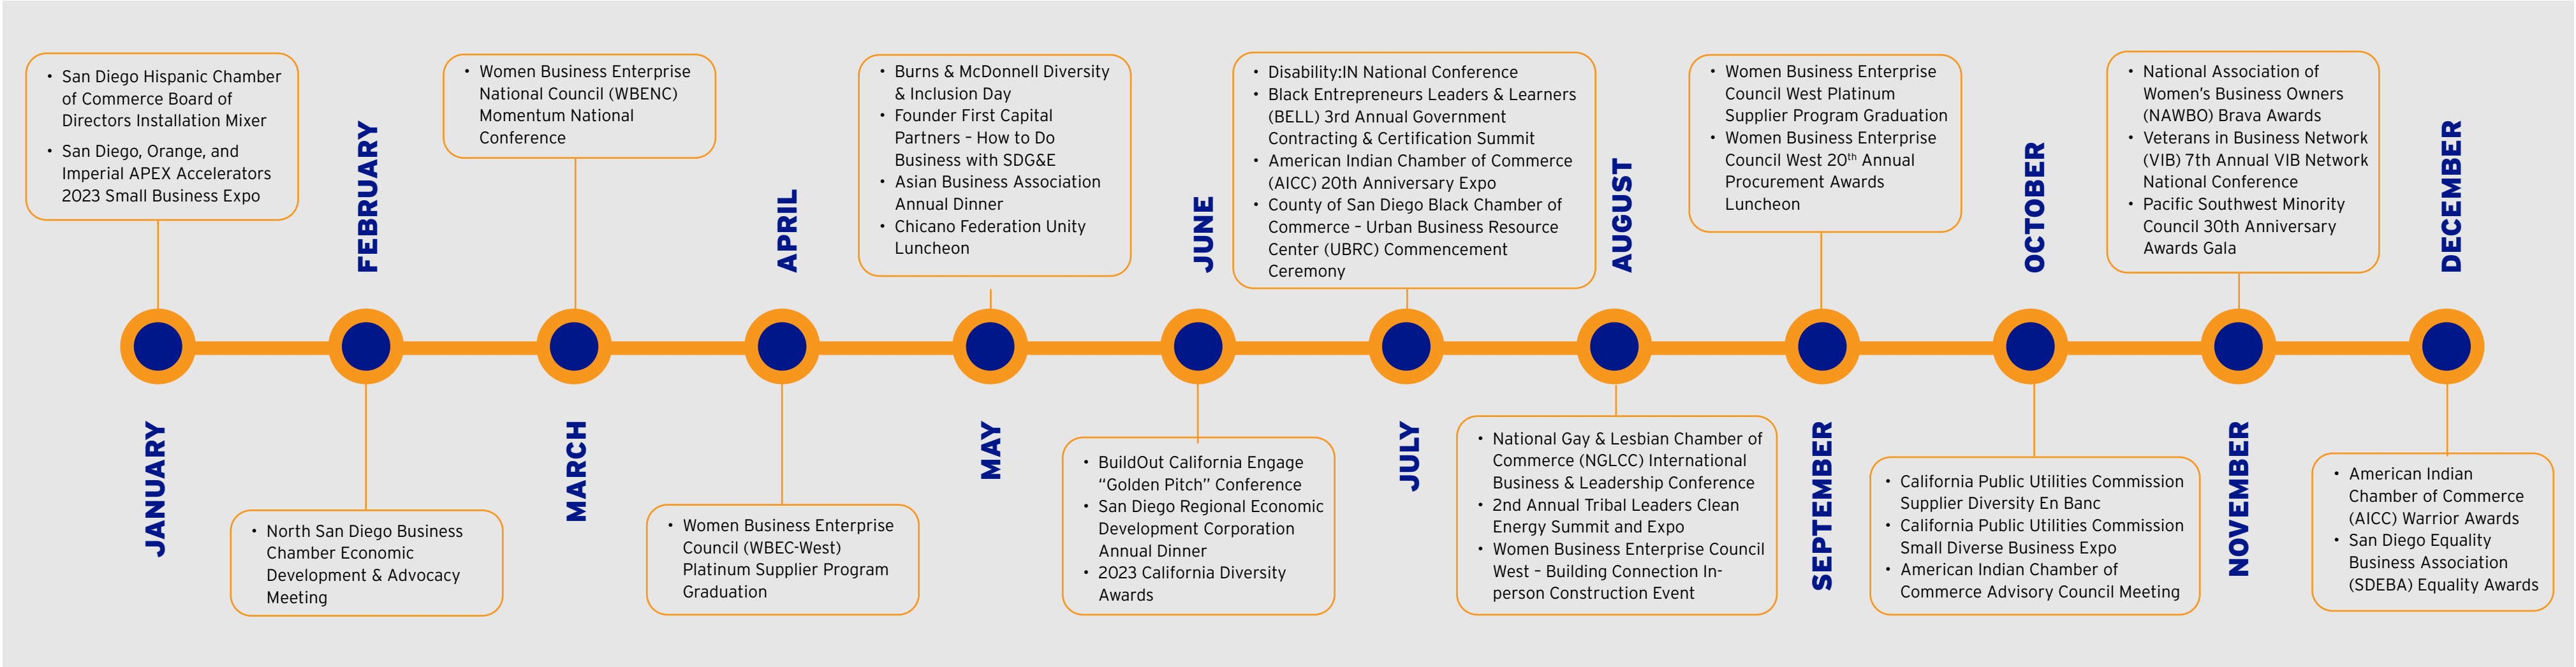 • San Diego Hispanic Chamber
of Commerce Board of
Directors Installation Mixer
• San Diego, Orange, and
Imperial APEX Accelerators
2023 Small Business Expo
JANUARY
FEBRUARY
• North San Diego Business
Chamber Economic
Development & Advocacy
Meeting
• Women Business Enterprise
National Council (WBENC)
Momentum National
Conference
MARCH
APRIL
• Women Business Enterprise
Council (WBEC-West)
Platinum Supplier Program
Graduation
• Burns & McDonnell Diversity
& Inclusion Day
• Founder First Capital
Partners – How to Do
Business with SDG&E
• Asian Business Association
Annual Dinner
• Chicano Federation Unity
Luncheon
MAY
JUNE
• BuildOut California Engage
“Golden Pitch” Conference
• San Diego Regional Economic
Development Corporation
Annual Dinner
• 2023 California Diversity
Awards
• Disability:IN National Conference
• Black Entrepreneurs Leaders & Learners
(BELL) 3rd Annual Government
Contracting & Certification Summit
• American Indian Chamber of Commerce
(AICC) 20th Anniversary Expo
• County of San Diego Black Chamber of
Commerce – Urban Business Resource
Center (UBRC) Commencement
Ceremony
JULY
AUGUST
• National Gay & Lesbian Chamber of
Commerce (NGLCC) International
Business & Leadership Conference
• 2nd Annual Tribal Leaders Clean
Energy Summit and Expo
• Women Business Enterprise Council
West – Building Connection In-
person Construction Event
• Women Business Enterprise
Council West Platinum
Supplier Program Graduation
• Women Business Enterprise
Council West 20th Annual
Procurement Awards
Luncheon
SEPTEMBER
OCTOBER
• California Public Utilities Commission
Supplier Diversity En Banc
• California Public Utilities Commission
Small Diverse Business Expo
• American Indian Chamber of
Commerce Advisory Council Meeting
• National Association of
Women’s Business Owners
(NAWBO) Brava Awards
• Veterans in Business Network
(VIB) 7th Annual VIB Network
National Conference
• Pacific Southwest Minority
Council 30th Anniversary
Awards Gala
NOVEMBER
DECEMBER
• American Indian
Chamber of Commerce
(AICC) Warrior Awards
• San Diego Equality
Business Association
(SDEBA) Equality Awards